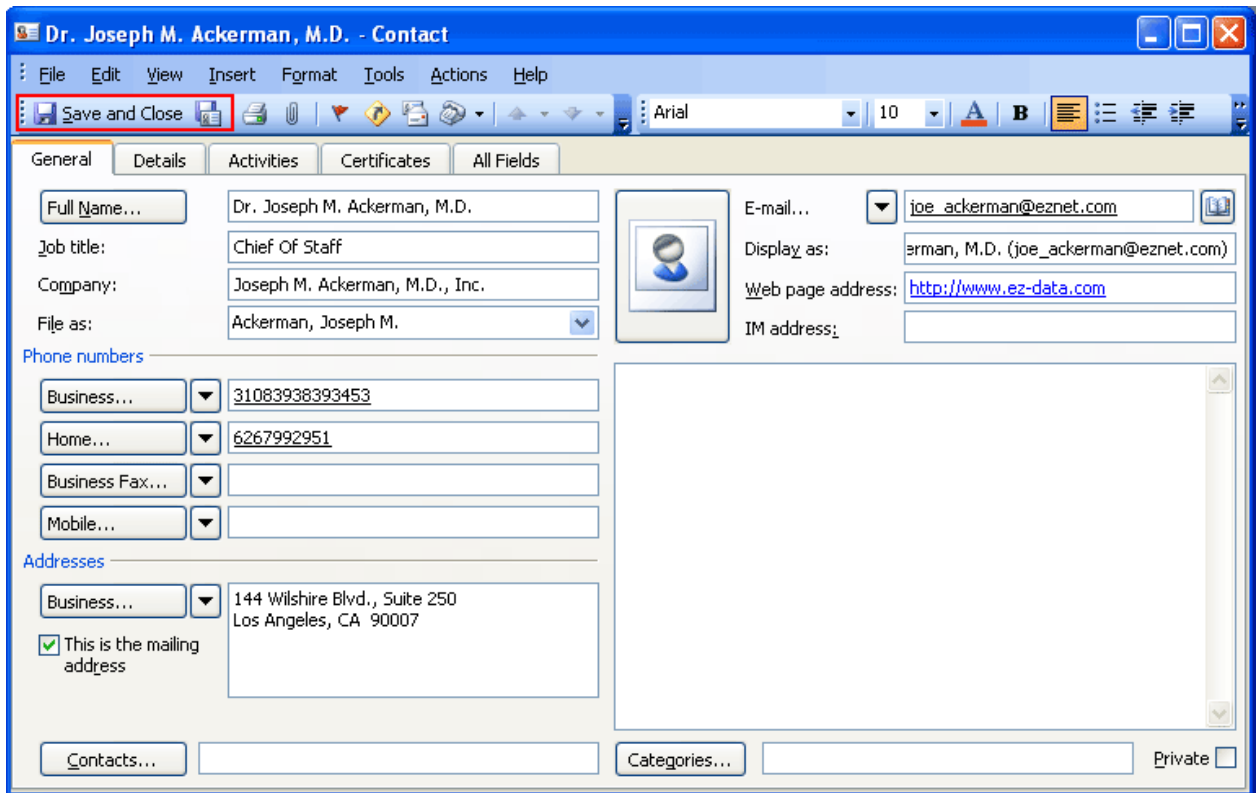 Dr. Joseph M. Ackerman, M.D. - Contact
File Edit View Insert Format Tools Actions Help
Save and Close Arial 10 A B
General Details Activities Certificates All Fields
Full Name... Dr. Joseph M. Ackerman, M.D.
Job title: Chief Of Staff
Company: Joseph M. Ackerman, M.D., Inc.
File as: Ackerman, Joseph M.
E-mail... joe_ackerman@eznet.com
Display as: erman, M.D. (joe_ackerman@eznet.com)
Web page address: http://www.ez-data.com
IM address:
Phone numbers
Business... 31083938393453
Home... 6267992951
Business Fax...
Mobile...
Addresses
Business... 144 Wilshire Blvd., Suite 250
Los Angeles, CA 90007
This is the mailing
address
Contacts... Categories... Private